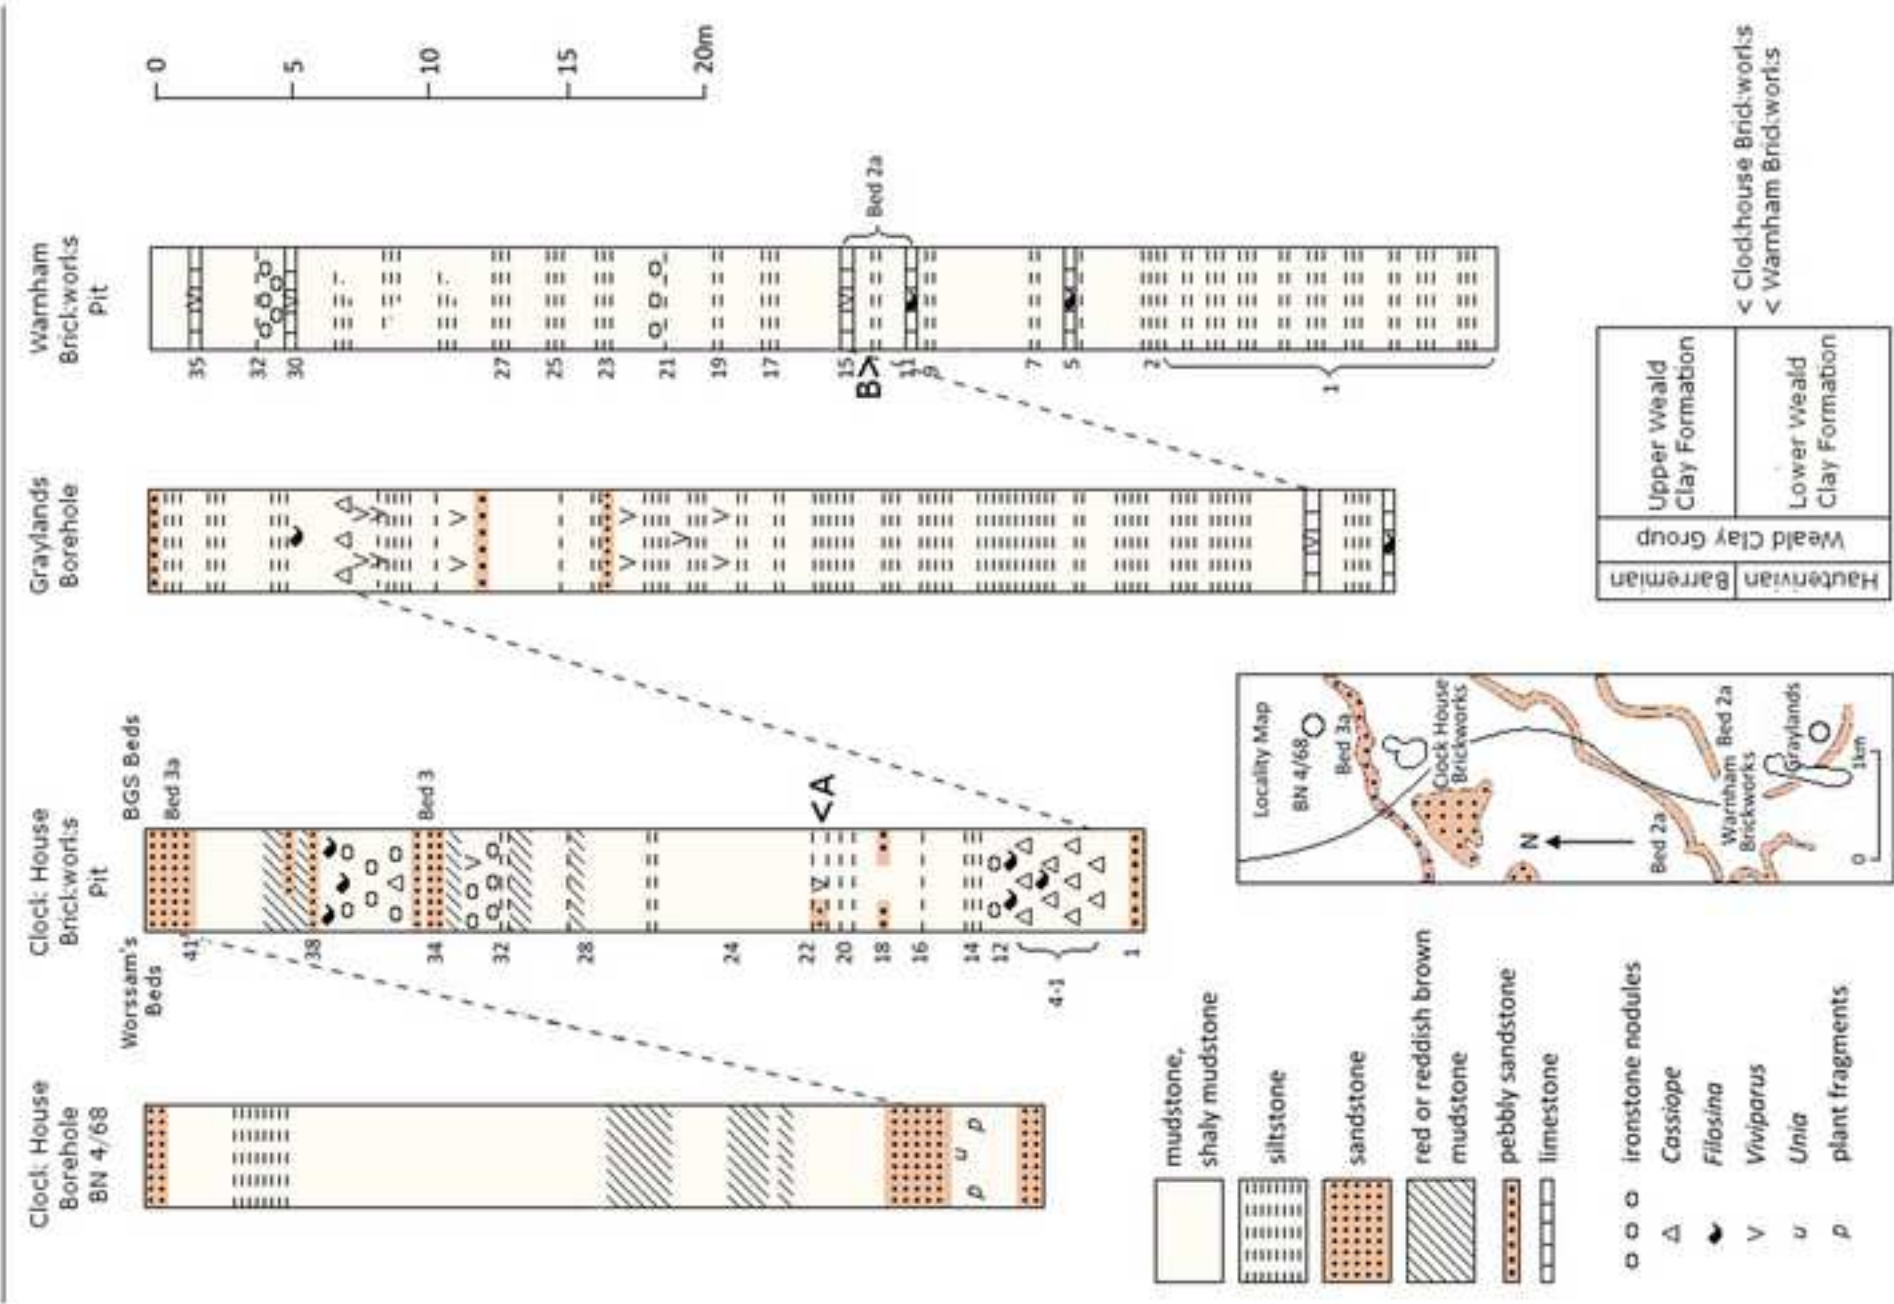 Clock House
Borehole
BN 4/68
Worssam's
Beds
Clock House
Brickworks
Pit
BGS Beds
Graylands
Borehole
Warnham
Brickworks
Pit
0
5
10
15
20m
p
u
p
41
38
34
32
28
24
22
20
18
16
14
12
4-1
1
Bed 3a
Bed 3
<A
35
32
30
27
25
23
21
19
17
15
B>
11
9
7
5
2
1
Bed 2a
mudstone,
shaly mudstone
siltstone
sandstone
red or reddish brown
mudstone
pebbly sandstone
limestone
ironstone nodules
Cassiope
Filosina
V Viviparus
u Unia
p plant fragments
Locality Map
BN 4/68
Bed 3a
Clock House
Brickworks
N
Bed 2a
Warnham
Brickworks
Bed 2a
Graylands
0
1km
Hauterivian
Barremian
Weald Clay Group
Upper Weald
Clay Formation
Lower Weald
Clay Formation
< Clockhouse Brickworks
< Warnham Brickworks